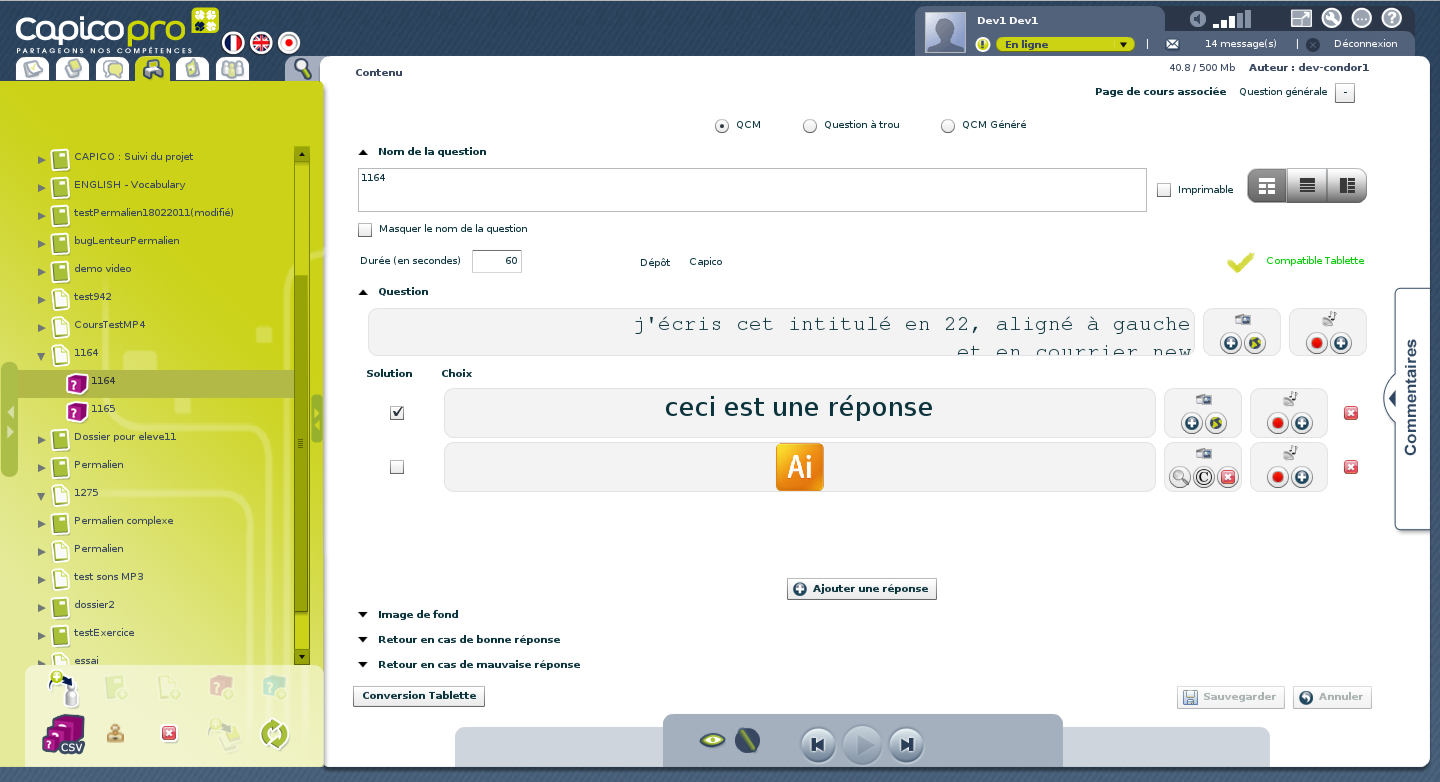 Capicopro
PARTAGEONS NOS COMPÉTENCES
Dev1 Dev1
En ligne
14 message(s)
Déconnexion
Contenu
40.8 / 500 Mb
Auteur : dev-condor1
Page de cours associée
Question générale
-
QCM
Question à trou
QCM Généré
Nom de la question
1164
Imprimable
Masquer le nom de la question
Durée (en secondes)
60
Dépôt
Capico
Compatible Tablette
Question
j'écris cet intitulé en 22, aligné à gauche
et en courrier new
Solution
Choix
ceci est une réponse
Ai
Ajouter une réponse
Image de fond
Retour en cas de bonne réponse
Retour en cas de mauvaise réponse
Conversion Tablette
Sauvegarder
Annuler
Commentaires
CAPICO : Suivi du projet
ENGLISH - Vocabulary
testPermalien18022011(modifié)
bugLenteurPermalien
demo video
test942
CoursTestMP4
1164
1164
1165
Dossier pour eleve11
Permalien
1275
Permalien complexe
Permalien
test sons MP3
dossier2
testExercice
essai
CSV